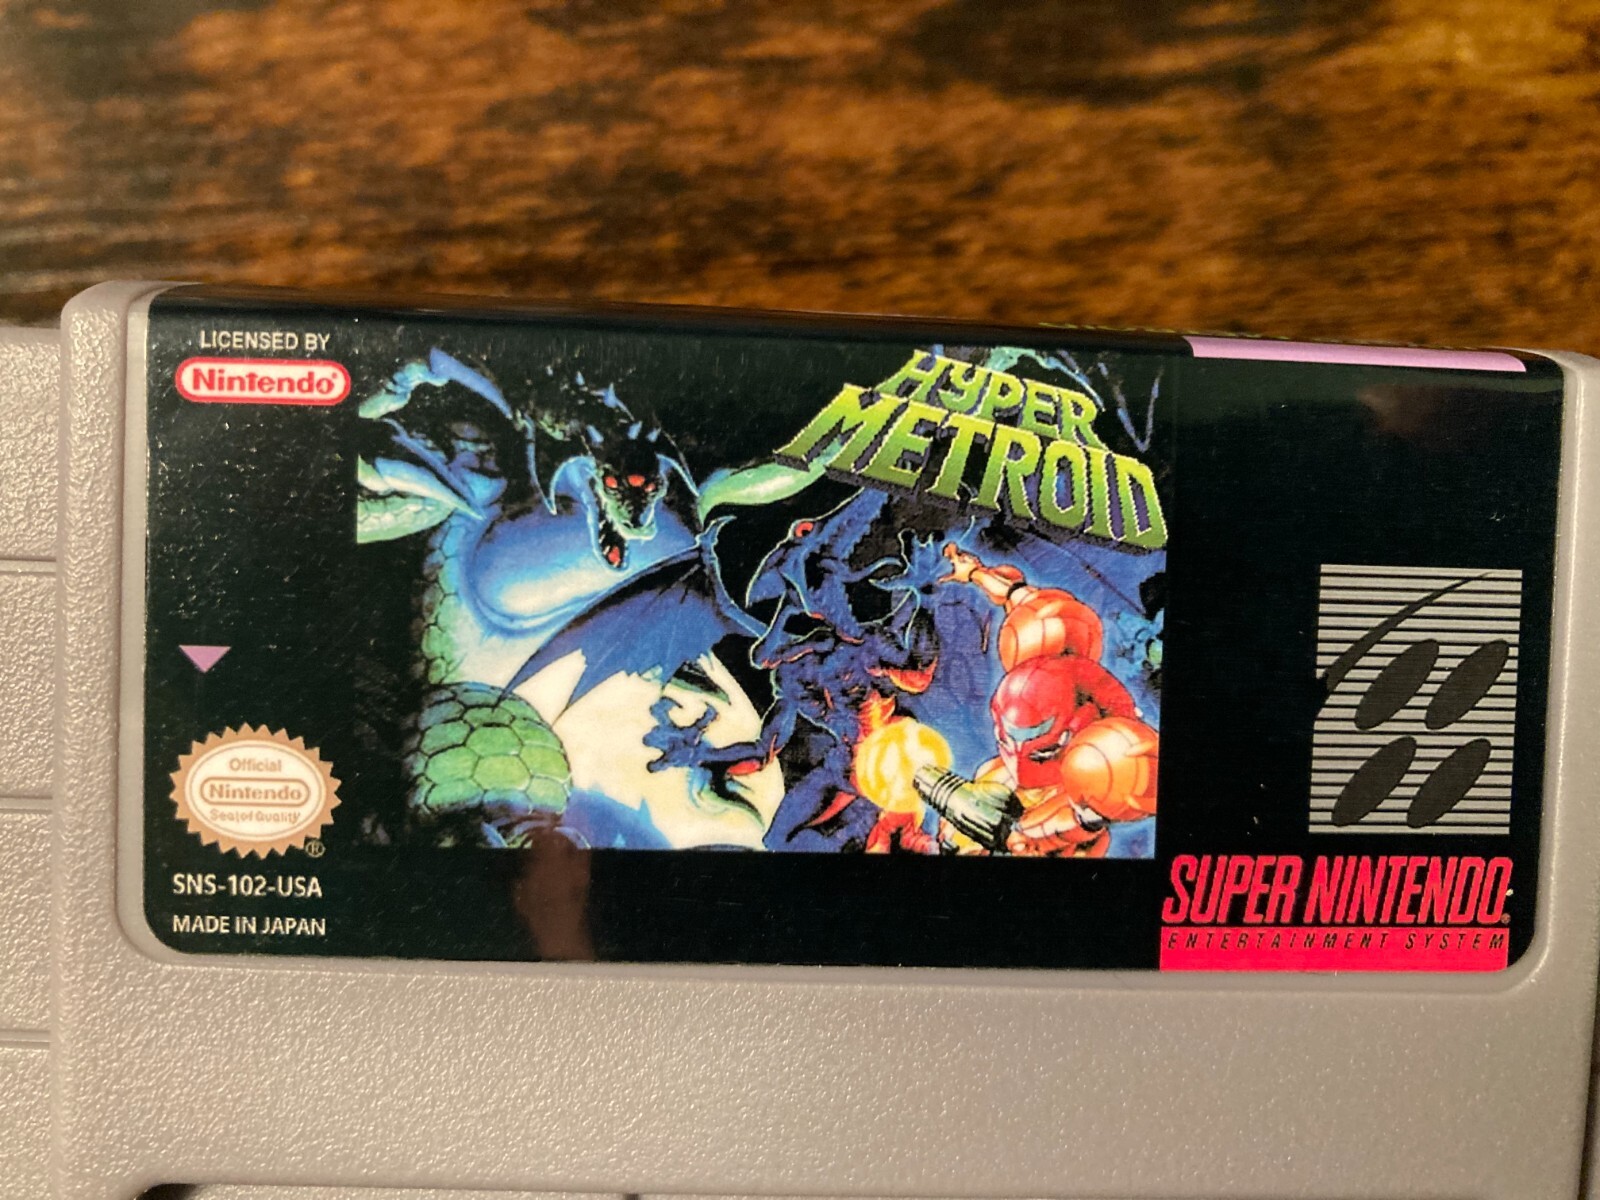 LICENSED BY
Nintendo®
HYPER
METROID
Official
Nintendo
Seal of Quality
®
SNS-102-USA
MADE IN JAPAN
SUPER NINTENDO®
ENTERTAINMENT SYSTEM